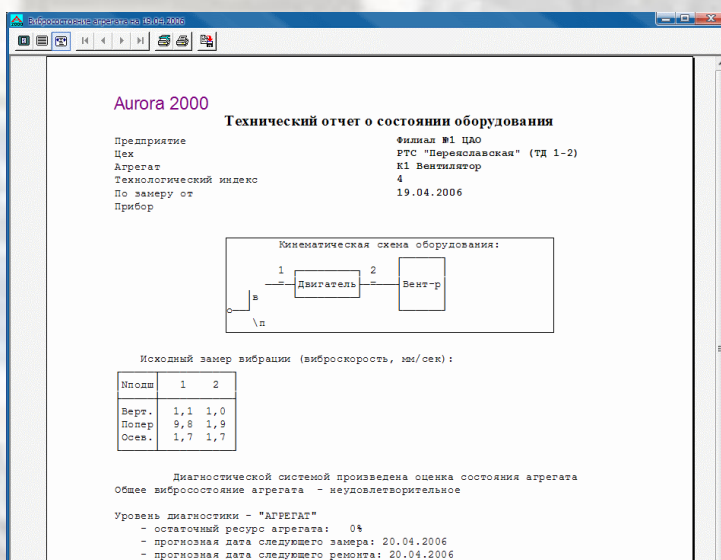 Вибросостояние агрегата на 19.04.2006
Aurora 2000
Технический отчет о состоянии оборудования
Предприятие Филиал №1 ЦАО
Цех РТС "Переяславская" (ТД 1-2)
Агрегат К1 Вентилятор
Технологический индекс 4
По замеру от 19.04.2006
Прибор
Кинематическая схема оборудования:
1 2
Двигатель Вент-р
в
о
\п
Исходный замер вибрации (виброскорость, мм/сек):
Nподш 1 2
Верт. 1,1 1,0
Попер 9,8 1,9
Осев. 1,7 1,7
Диагностической системой произведена оценка состояния агрегата
Общее вибросостояние агрегата - неудовлетворительное
Уровень диагностики - "АГРЕГАТ"
- остаточный ресурс агрегата: 0%
- прогнозная дата следующего замера: 20.04.2006
- прогнозная дата следующего ремонта: 20.04.2006